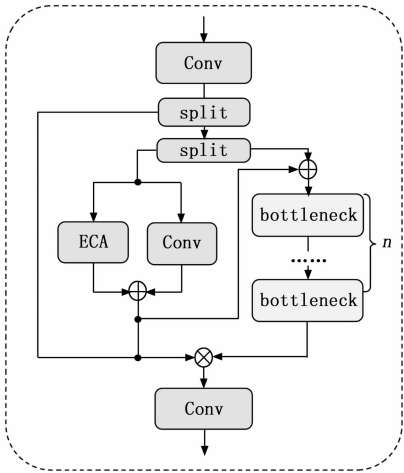 Conv
split
split
bottleneck
ECA
Conv
n
……
bottleneck
Conv